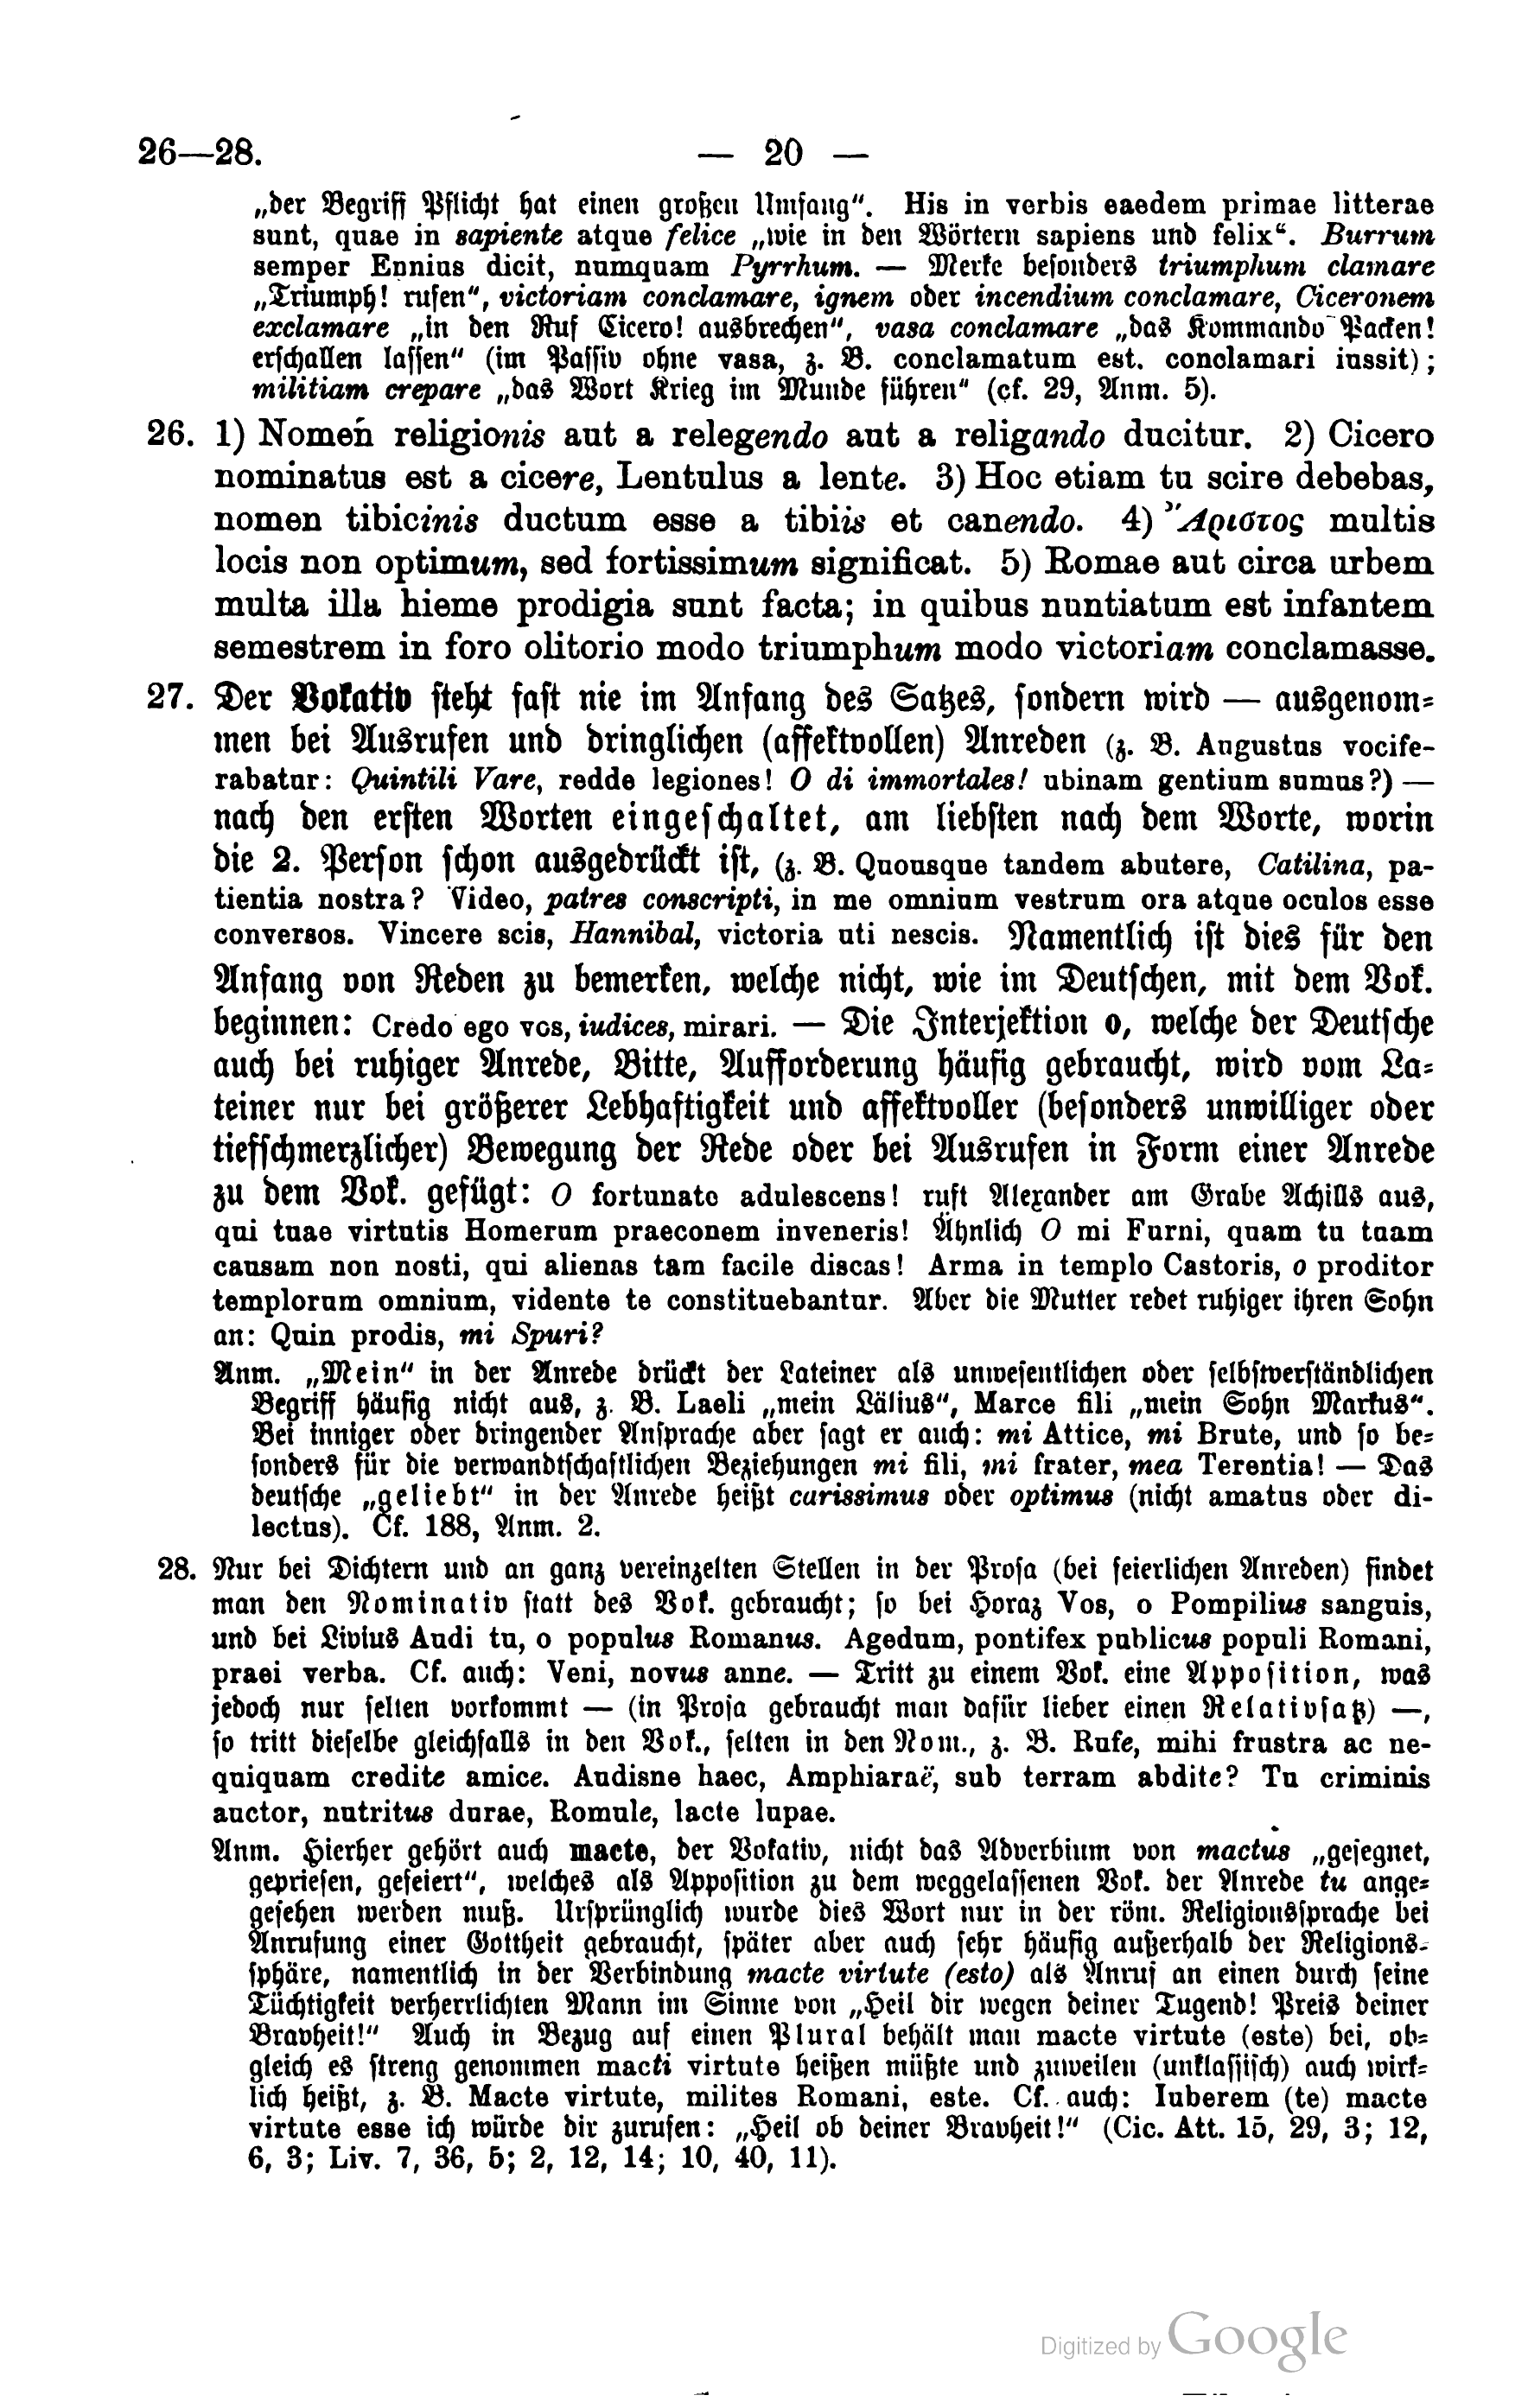 26—28. — 20 —
„der Begriff Pflicht hat einen großen Umfang“. His in verbis eaedem primae litterae
sunt, quae in sapiente atque felice „wie in den Wörtern sapiens und felix“. Burrum
semper Ennius dicit, numquam Pyrrhum. — Merke besonders triumphum clamare
„Triumph! rufen“, victoriam conclamare, ignem oder incendium conclamare, Ciceronem
exclamare „in den Ruf Cicero! ausbrechen“, vasa conclamare „das Kommando Packen!
erschallen lassen“ (im Passiv ohne vasa, z. B. conclamatum est. conclamari iussit);
militiam crepare „das Wort Krieg im Munde führen“ (cf. 29, Anm. 5).
26. 1) Nomen religionis aut a relegendo aut a religando ducitur. 2) Cicero
nominatus est a cicere, Lentulus a lente. 3) Hoc etiam tu scire debebas,
nomen tibicinis ductum esse a tibiis et canendo. 4) Ἄριστος multis
locis non optimum, sed fortissimum significat. 5) Romae aut circa urbem
multa illa hieme prodigia sunt facta; in quibus nuntiatum est infantem
semestrem in foro olitorio modo triumphum modo victoriam conclamasse.
27. Der Vokativ steht fast nie im Anfang des Satzes, sondern wird — ausgenom-
men bei Ausrufen und dringlichen (affektvollen) Anreden (z. B. Augustus vocife-
rabatur: Quintili Vare, redde legiones! O di immortales! ubinam gentium sumus?) —
nach den ersten Worten eingeschaltet, am liebsten nach dem Worte, worin
die 2. Person schon ausgedrückt ist, (z. B. Quousque tandem abutere, Catilina, pa-
tientia nostra? Video, patres conscripti, in me omnium vestrum ora atque oculos esse
conversos. Vincere scis, Hannibal, victoria uti nescis. Namentlich ist dies für den
Anfang von Reden zu bemerken, welche nicht, wie im Deutschen, mit dem Vok.
beginnen: Credo ego vos, iudices, mirari. — Die Interjektion o, welche der Deutsche
auch bei ruhiger Anrede, Bitte, Aufforderung häufig gebraucht, wird vom La-
teiner nur bei größerer Lebhaftigkeit und affektvoller (besonders unwilliger oder
tiefschmerzlicher) Bewegung der Rede oder bei Ausrufen in Form einer Anrede
zu dem Vok. gefügt: O fortunate adulescens! ruft Alexander am Grabe Achills aus,
qui tuae virtutis Homerum praeconem inveneris! Ähnlich O mi Furni, quam tu tuam
causam non nosti, qui alienas tam facile discas! Arma in templo Castoris, o proditor
templorum omnium, vidente te constituebantur. Aber die Mutter redet ruhiger ihren Sohn
an: Quin prodis, mi Spuri?
Anm. „Mein“ in der Anrede drückt der Lateiner als unwesentlichen oder selbstverständlichen
Begriff häufig nicht aus, z. B. Laeli „mein Lälius“, Marce fili „mein Sohn Markus“.
Bei inniger oder dringender Ansprache aber sagt er auch: mi Attice, mi Brute, und so be-
sonders für die verwandtschaftlichen Beziehungen mi fili, mi frater, mea Terentia! — Das
deutsche „geliebt“ in der Anrede heißt carissimus oder optimus (nicht amatus oder di-
lectus). Cf. 188, Anm. 2.
28. Nur bei Dichtern und an ganz vereinzelten Stellen in der Prosa (bei feierlichen Anreden) findet
man den Nominativ statt des Vok. gebraucht; so bei Horaz Vos, o Pompilius sanguis,
und bei Livius Audi tu, o populus Romanus. Agedum, pontifex publicus populi Romani,
praei verba. Cf. auch: Veni, novus anne. — Tritt zu einem Vok. eine Apposition, was
jedoch nur selten vorkommt — (in Prosa gebraucht man dafür lieber einen Relativsatz) —,
so tritt dieselbe gleichfalls in den Vok., selten in den Nom., z. B. Rufe, mihi frustra ac ne-
quiquam credite amice. Audisne haec, Amphiaraë, sub terram abdite? Tu criminis
auctor, nutritus durae, Romule, lacte lupae.
Anm. Hierher gehört auch macte, der Vokativ, nicht das Adverbium von mactus „gesegnet,
gepriesen, gefeiert“, welches als Apposition zu dem weggelassenen Vok. der Anrede tu ange-
gesehen werden muß. Ursprünglich wurde dies Wort nur in der röm. Religionssprache bei
Anrufung einer Gottheit gebraucht, später aber auch sehr häufig außerhalb der Religions-
sphäre, namentlich in der Verbindung macte virtute (esto) als Anruf an einen durch seine
Tüchtigkeit verherrlichten Mann im Sinne von „Heil dir wegen deiner Tugend! Preis deiner
Bravheit!“ Auch in Bezug auf einen Plural behält man macte virtute (este) bei, ob-
gleich es streng genommen macti virtute heißen müßte und zuweilen (unklassisch) auch wirk-
lich heißt, z. B. Macte virtute, milites Romani, este. Cf. auch: Iuberem (te) macte
virtute esse ich würde dir zurufen: „Heil ob deiner Bravheit!“ (Cic. Att. 15, 29, 3; 12,
6, 3; Liv. 7, 36, 5; 2, 12, 14; 10, 40, 11).
Digitized by Google